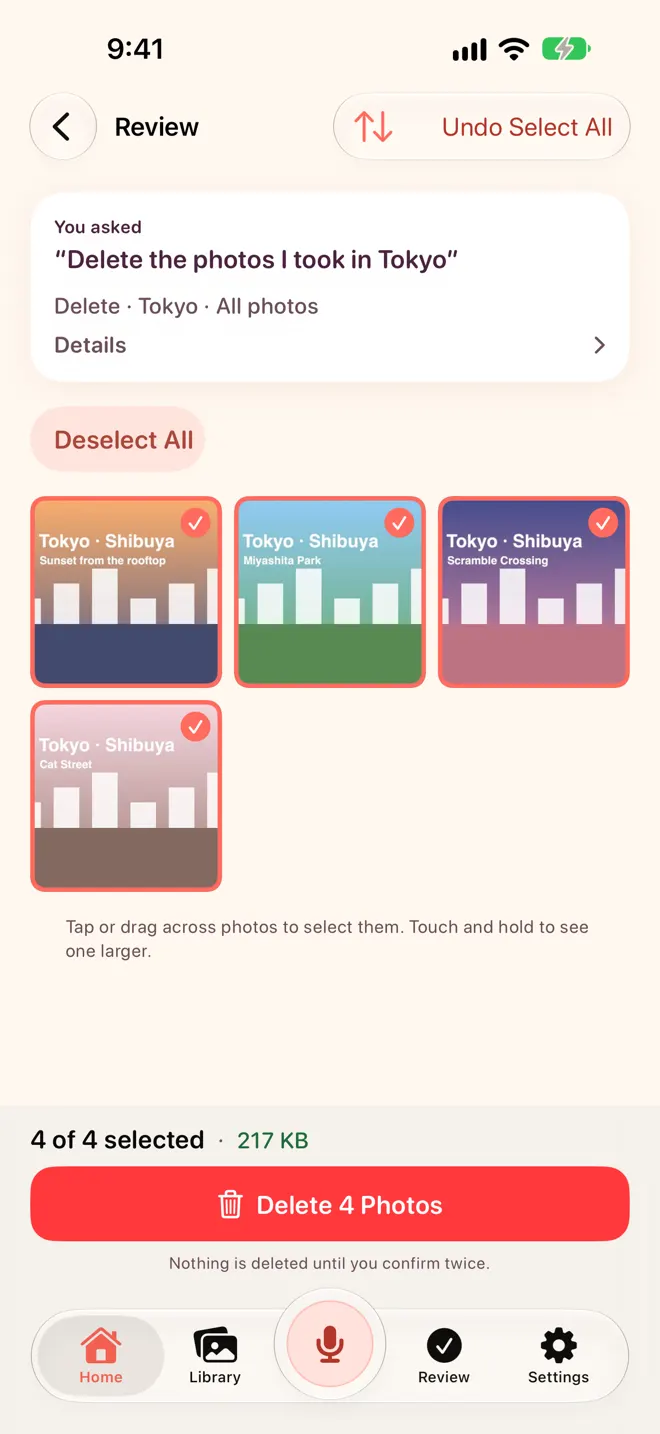 9:41
Review
Undo Select All
You asked
“Delete the photos I took in Tokyo”
Delete · Tokyo · All photos
Details
Deselect All
Tokyo · Shibuya
Sunset from the rooftop
Tokyo · Shibuya
Miyashita Park
Tokyo · Shibuya
Scramble Crossing
Tokyo · Shibuya
Cat Street
Tap or drag across photos to select them. Touch and hold to see
one larger.
4 of 4 selected · 217 KB
Delete 4 Photos
Nothing is deleted until you confirm twice.
Home
Library
Review
Settings